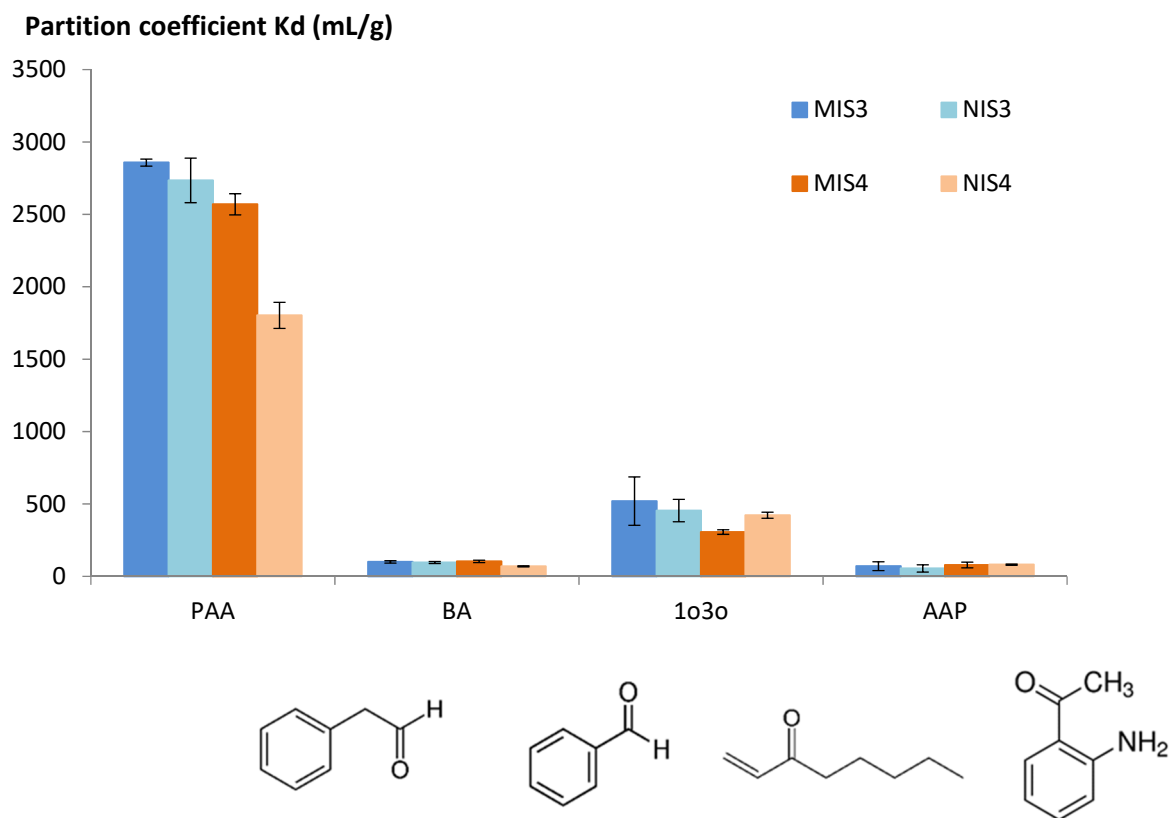 Partition coefficient Kd (mL/g)
3500
3000
2500
2000
1500
1000
500
0
MIS3 NIS3
MIS4 NIS4
PAA BA 1o3o AAP
O CH₃
H O H O NH₂
O